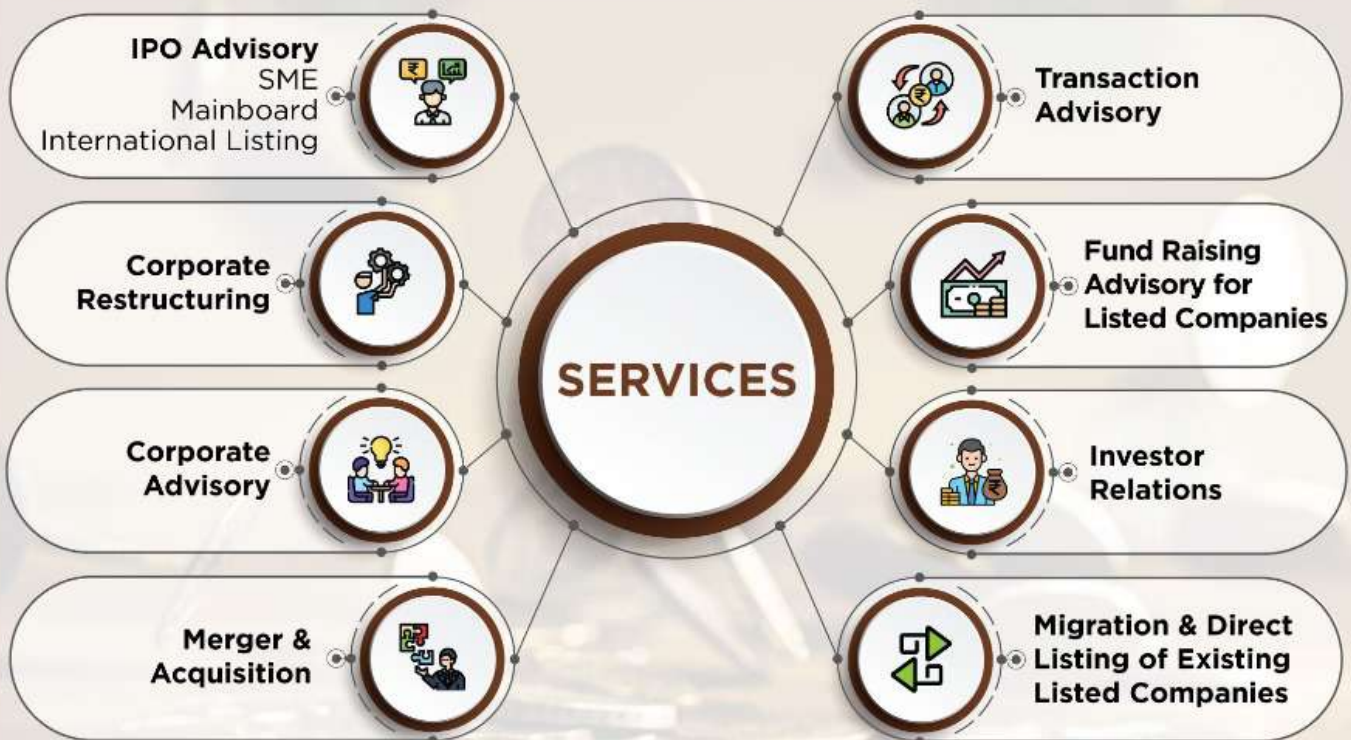 IPO Advisory
SME
Mainboard
International Listing
Corporate
Restructuring
Corporate
Advisory
Merger &
Acquisition
SERVICES
Transaction
Advisory
Fund Raising
Advisory for
Listed Companies
Investor
Relations
Migration & Direct
Listing of Existing
Listed Companies